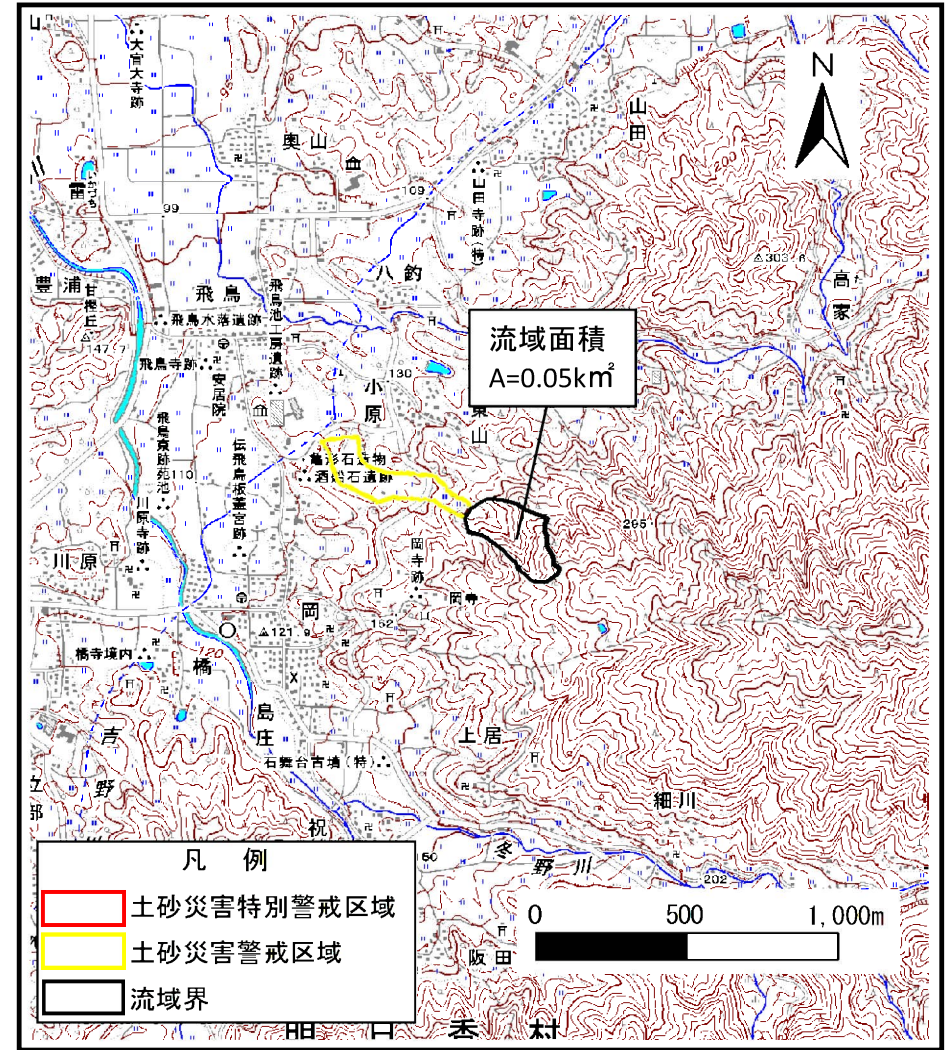 大官大寺跡
95
山田
N
奥山
雷
99
109
山田寺跡(特)
303.6
高家
豊浦
甘樫丘
147.7
飛鳥
飛鳥水落遺跡
飛鳥池工房遺跡
八釣
飛鳥寺跡
安居院
小原
130
流域面積
A=0.05km²
東山
飛鳥京跡苑池
110
伝飛鳥板蓋宮跡
亀形石造物
酒船石遺跡
295
川原寺跡
川原
岡寺跡
岡寺
152
岡
121.9
橘寺境内
120
橘
島庄
上居
石舞台古墳(特)
吉野
立部
細川
祝
150
冬野川
202
阪田
凡 例
土砂災害特別警戒区域
土砂災害警戒区域
流域界
0 500 1,000m
明日香村